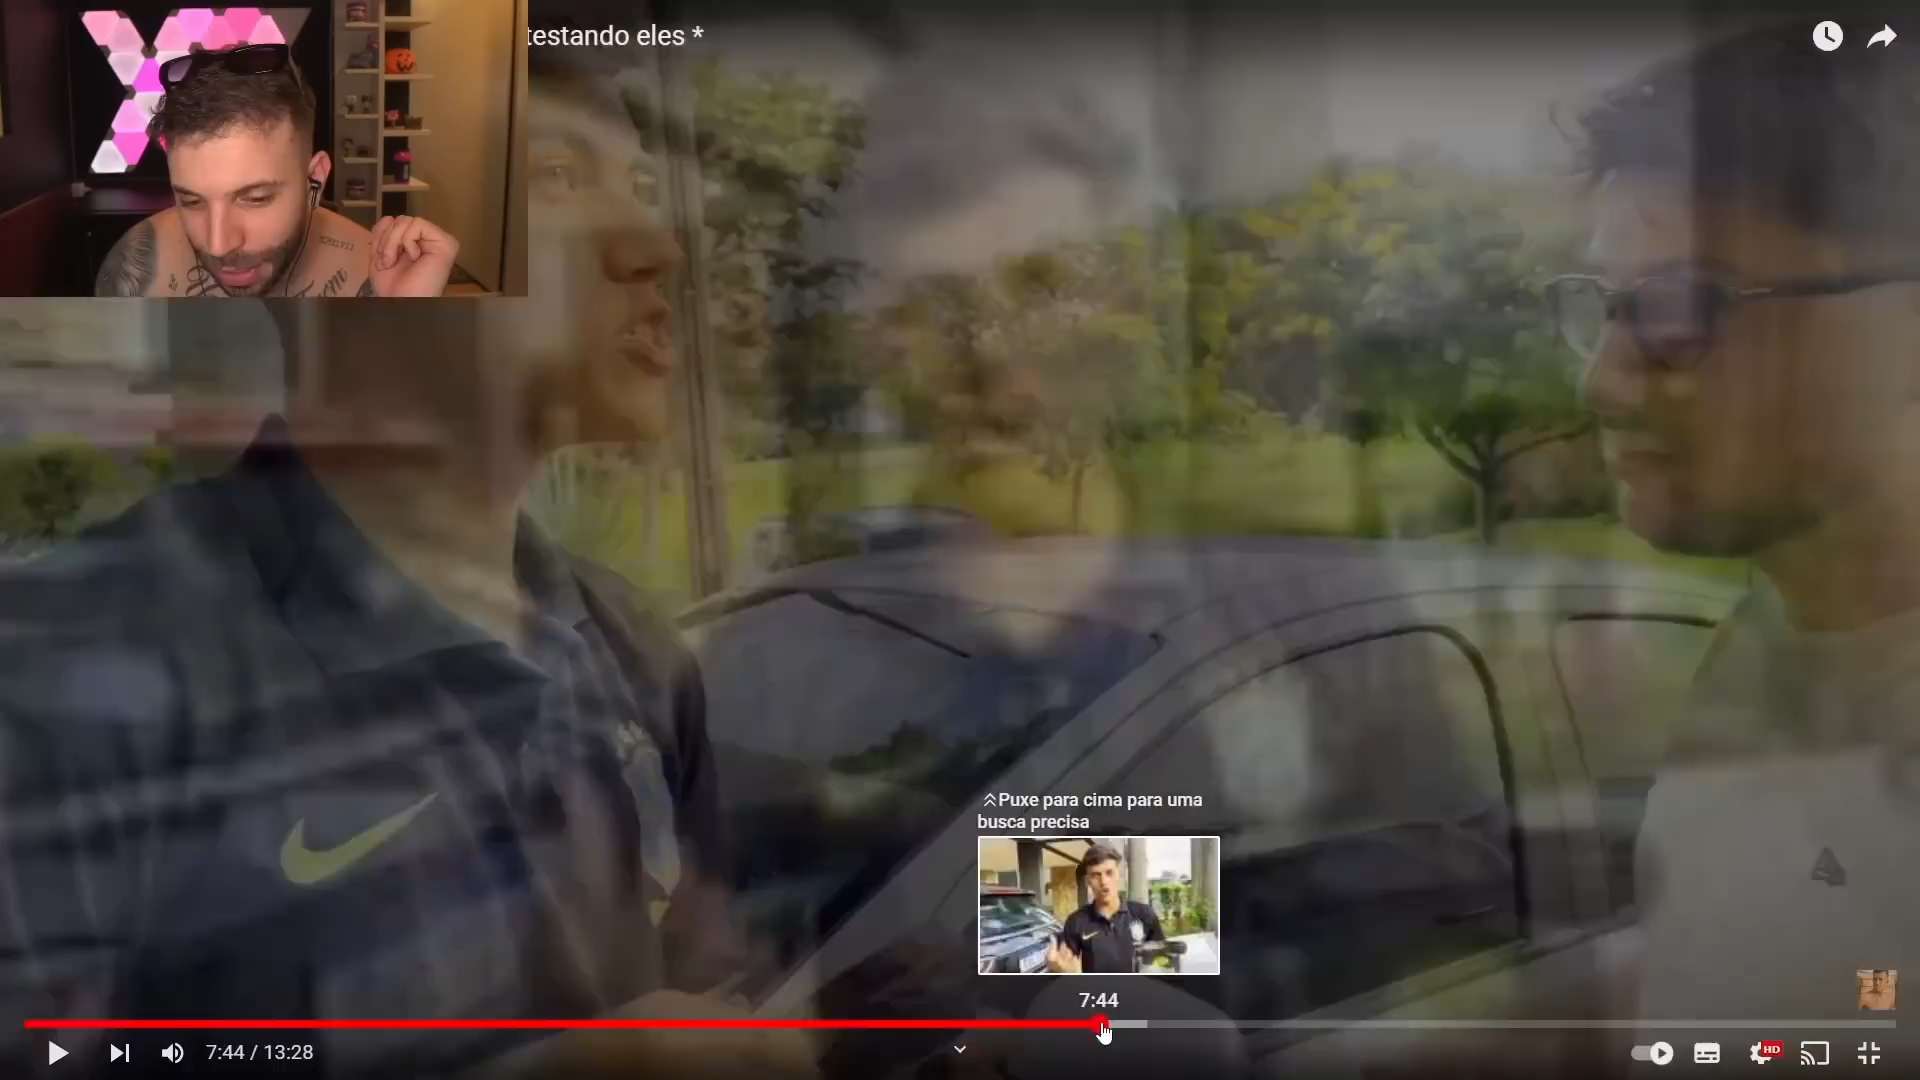 testando eles *
Puxe para cima para uma
busca precisa
7:44
7:44 / 13:28
HD